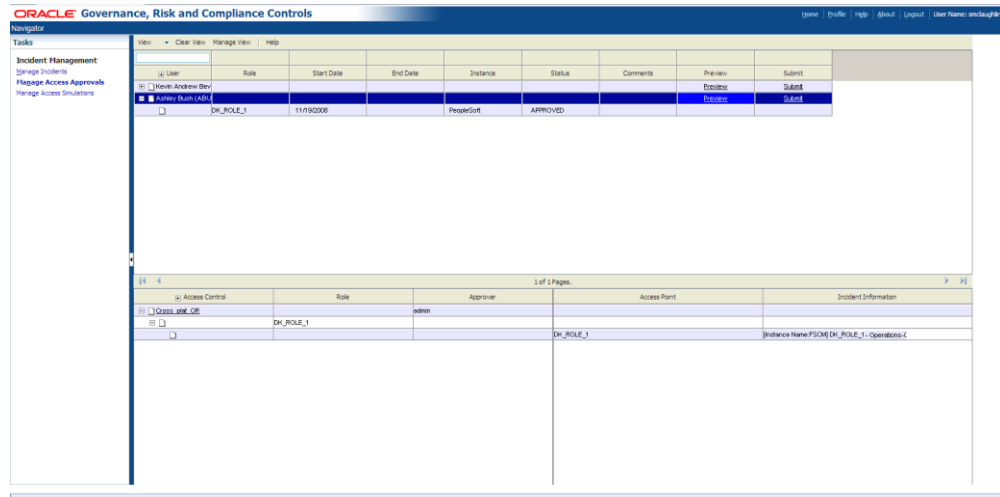 ORACLE Governance, Risk and Compliance Controls
Home Profile Help About Logout User Name: smclaughlin
Navigator
Tasks
Incident Management
Manage Incidents
Manage Access Approvals
Manage Access Simulations
View Clear View Manage View Help
User Role Start Date End Date Instance Status Comments Preview Submit
Kevin Andrew Bev Preview Submit
Ashley Bush (ABU Preview Submit
DK_ROLE_1 11/19/2008 PeopleSoft APPROVED
1 of 1 Pages.
Access Control Role Approver Access Point Incident Information
Cross_plat_OR admin
DK_ROLE_1
DK_ROLE_1 [Instance Name:FSCM] DK_ROLE_1 - Operations-C